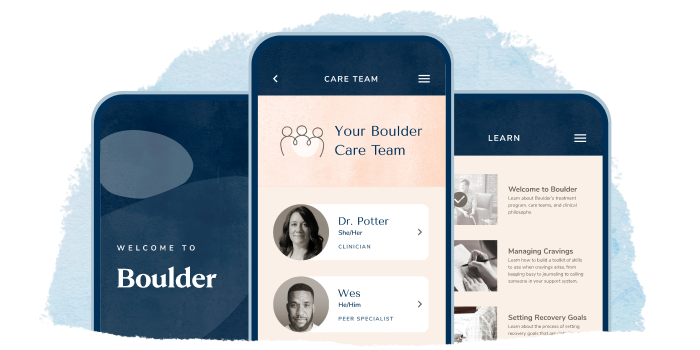 WELCOME TO
Boulder
CARE TEAM
Your Boulder
Care Team
Dr. Potter
She/Her
CLINICIAN
Wes
He/Him
PEER SPECIALIST
LEARN
Welcome to Boulder
Learn about Boulder's treatment
program, care teams, and clinical
philosophy.
Managing Cravings
Learn how to build a toolkit of skills
to use when cravings arise, from
keeping busy to journaling to calling
someone in your support system.
Setting Recovery Goals
Learn about the process of setting
recovery goals that are